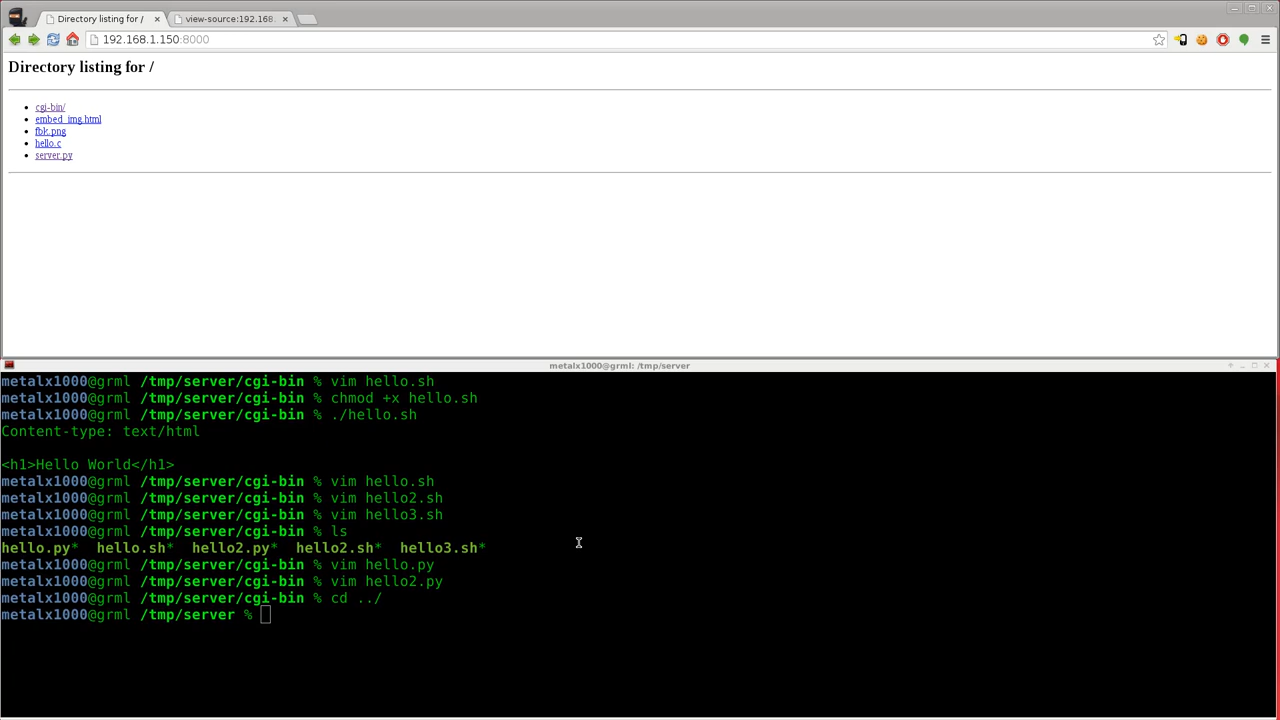 Directory listing for /
view-source:192.168.
192.168.1.150:8000
Directory listing for /
cgi-bin/
embed_img.html
fbk.png
hello.c
server.py
metalx1000@grml: /tmp/server
metalx1000@grml /tmp/server/cgi-bin % vim hello.sh
metalx1000@grml /tmp/server/cgi-bin % chmod +x hello.sh
metalx1000@grml /tmp/server/cgi-bin % ./hello.sh
Content-type: text/html
<h1>Hello World</h1>
metalx1000@grml /tmp/server/cgi-bin % vim hello.sh
metalx1000@grml /tmp/server/cgi-bin % vim hello2.sh
metalx1000@grml /tmp/server/cgi-bin % vim hello3.sh
metalx1000@grml /tmp/server/cgi-bin % ls
hello.py*  hello.sh*  hello2.py*  hello2.sh*  hello3.sh*
metalx1000@grml /tmp/server/cgi-bin % vim hello.py
metalx1000@grml /tmp/server/cgi-bin % vim hello2.py
metalx1000@grml /tmp/server/cgi-bin % cd ../
metalx1000@grml /tmp/server %